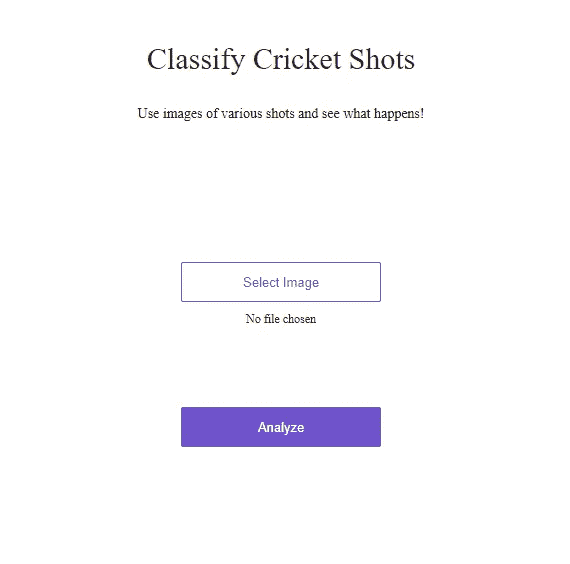 Classify Cricket Shots
Use images of various shots and see what happens!
Select Image
No file chosen
Analyze